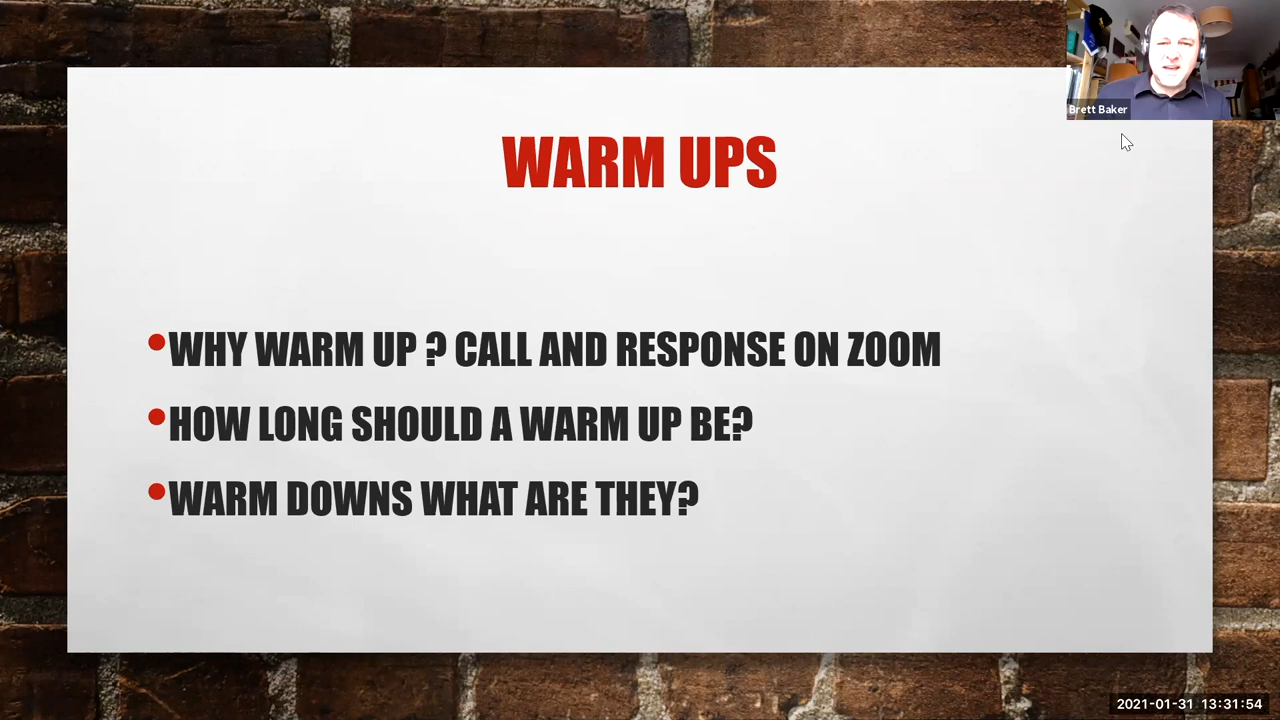 Brett Baker
WARM UPS
•WHY WARM UP ? CALL AND RESPONSE ON ZOOM
•HOW LONG SHOULD A WARM UP BE?
•WARM DOWNS WHAT ARE THEY?
2021-01-31 13:31:54